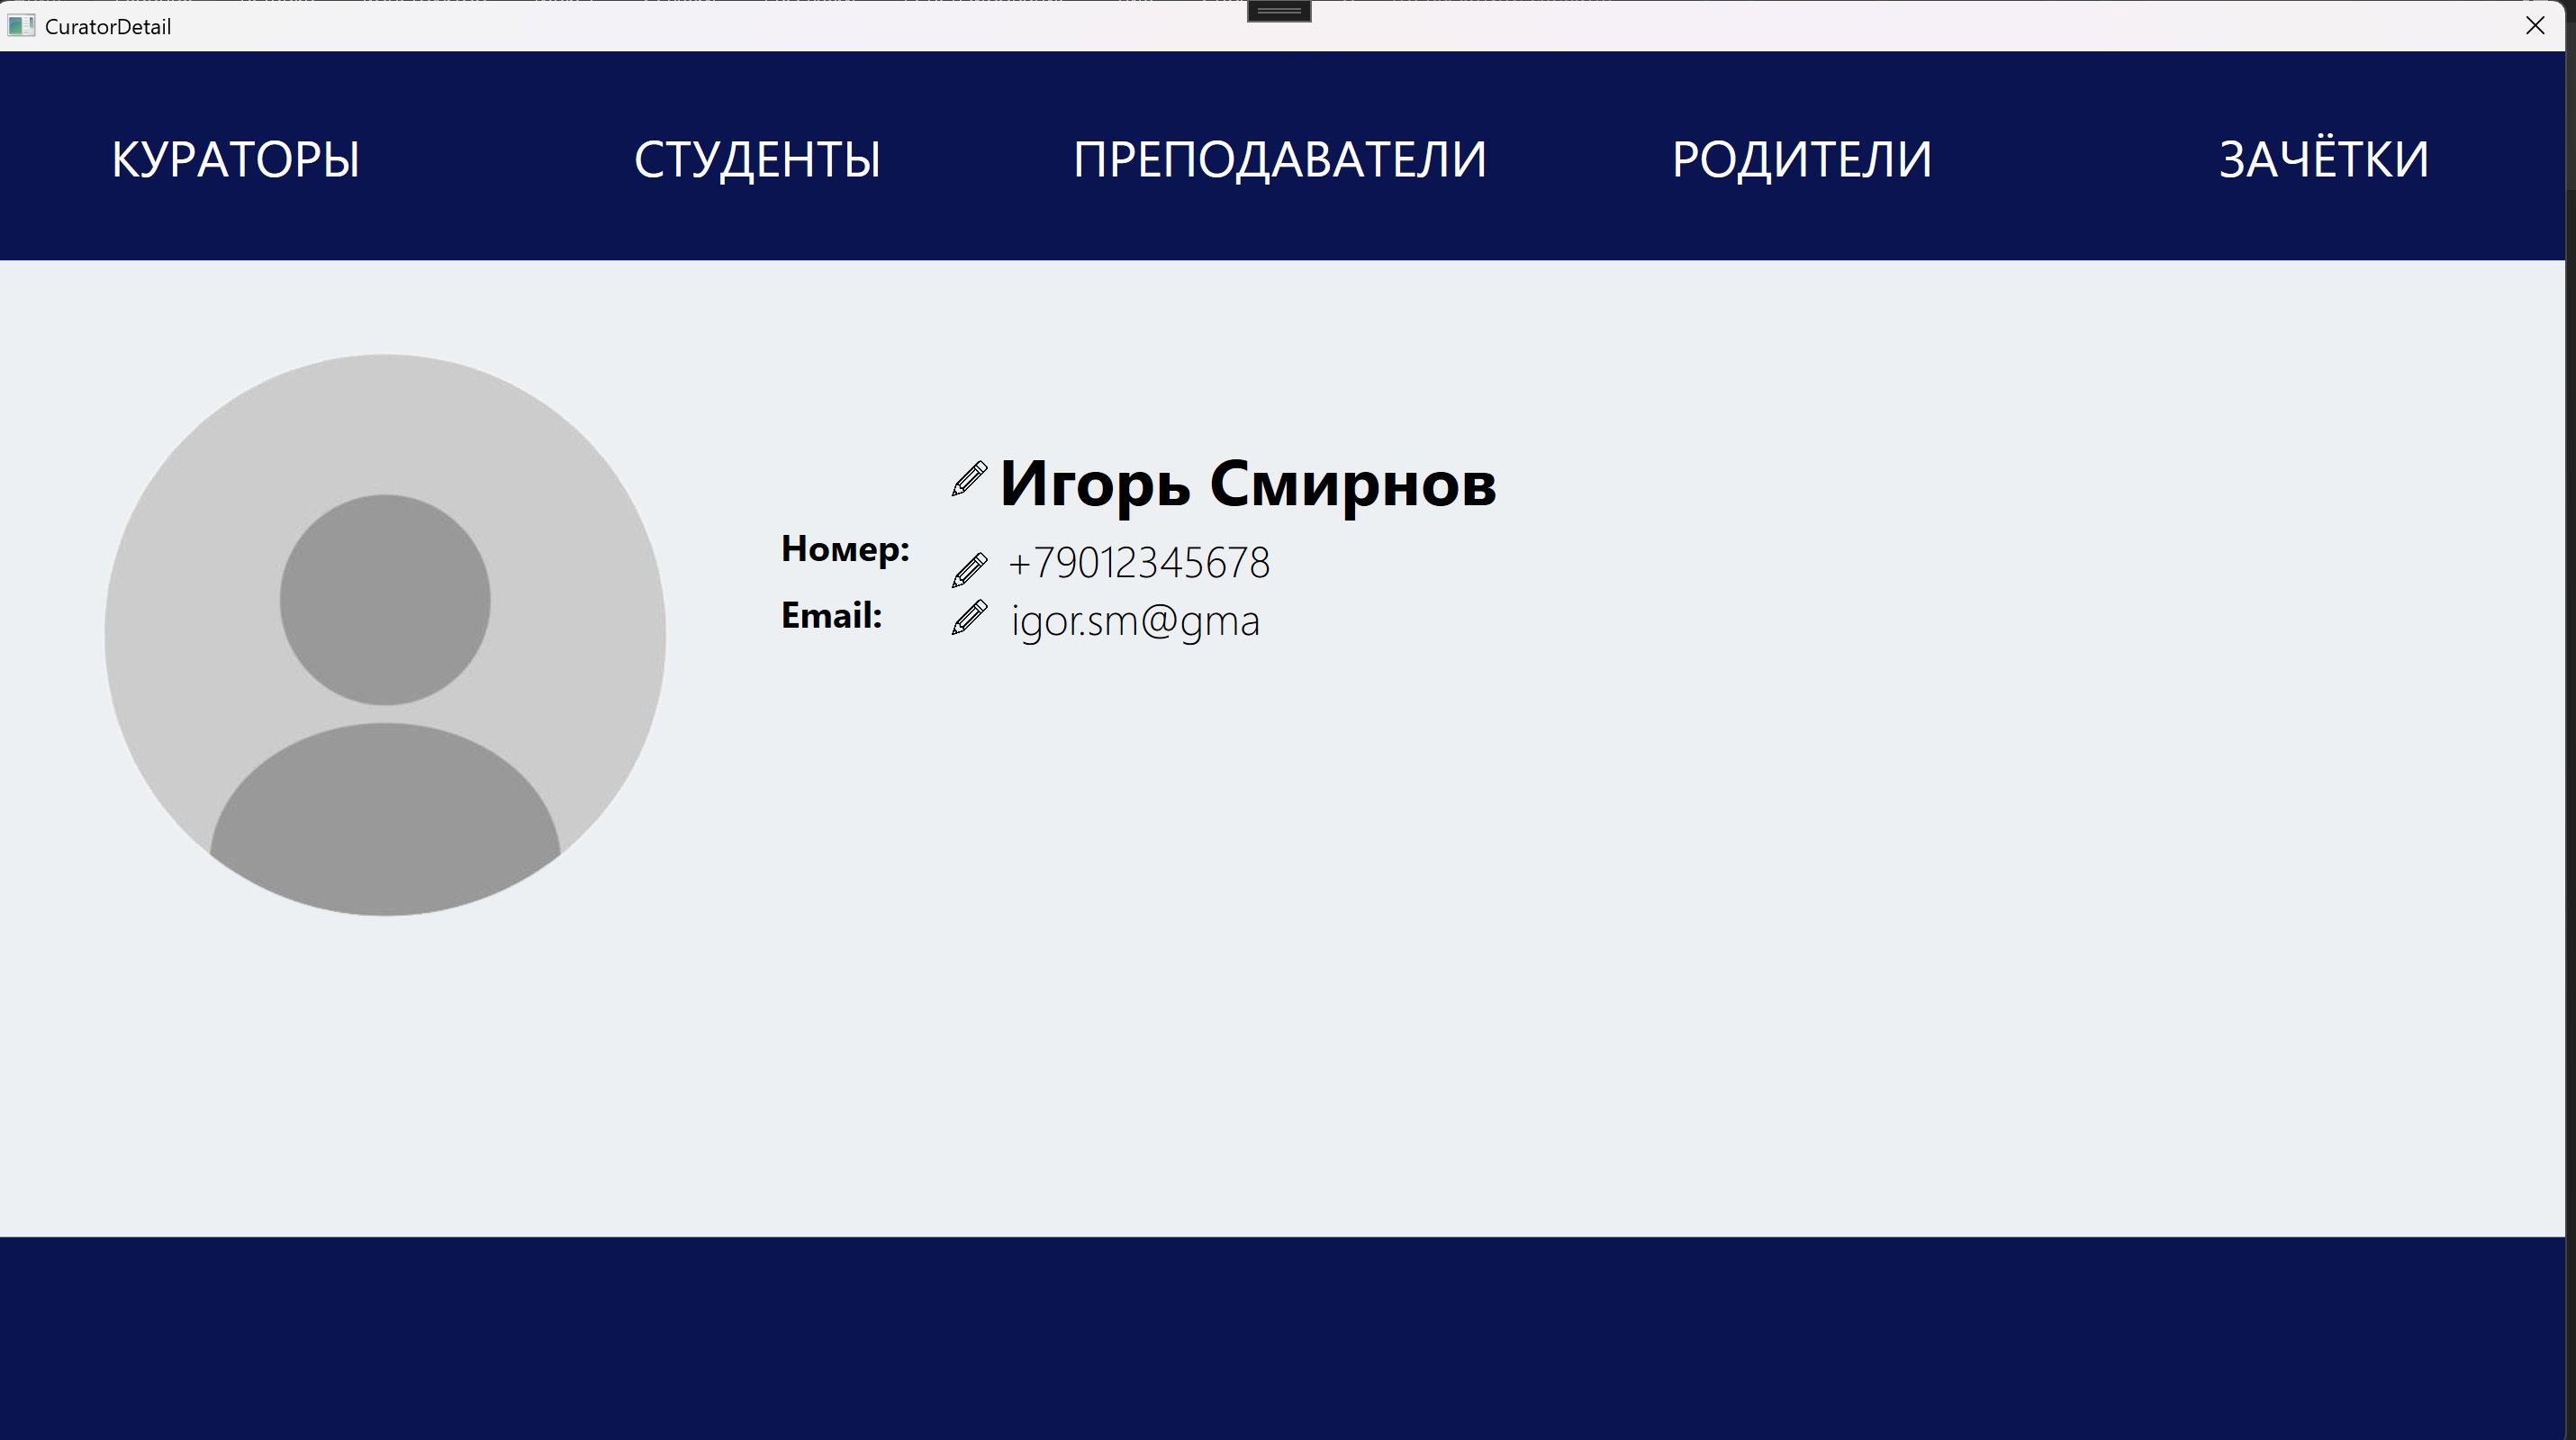 CuratorDetail
КУРАТОРЫ СТУДЕНТЫ ПРЕПОДАВАТЕЛИ РОДИТЕЛИ ЗАЧЁТКИ
Игорь Смирнов
Номер: +79012345678
Email: igor.sm@gma